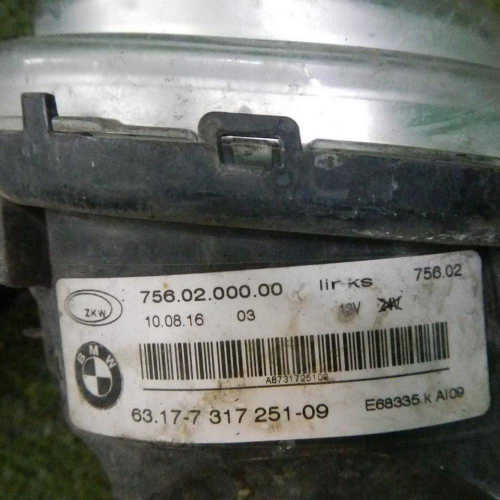 756.02.000.00 links 756.02
ZKW
10.08.16 03 12V 24V
A8731725109
BMW
63.17-7 317 251-09 E68335 k AI09